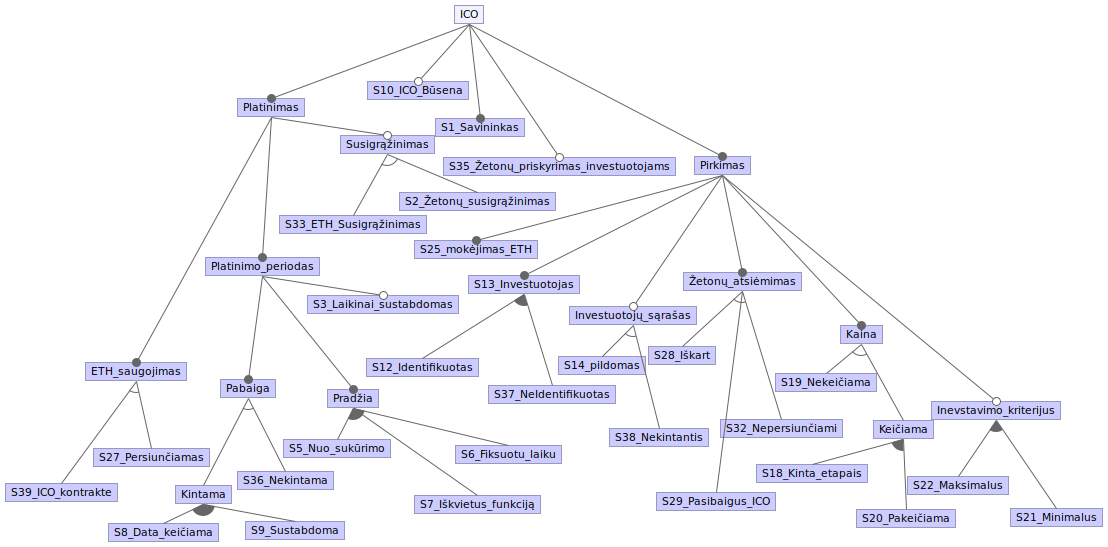 ICO
S10_ICO_Būsena
Platinimas
S1_Savininkas
Susigrąžinimas
S35_Žetonų_priskyrimas_investuotojams
Pirkimas
S2_Žetonų_susigrąžinimas
S33_ETH_Susigrąžinimas
S25_mokėjimas_ETH
Platinimo_periodas
S13_Investuotojas
Žetonų_atsiėmimas
S3_Laikinai_sustabdomas
Investuotojų_sąrašas
Kaina
S28_Iškart
S14_pildomas
S12_Identifikuotas
ETH_saugojimas
S19_Nekeičiama
Pabaiga
S37_NeIdentifikuotas
Pradžia
Inevstavimo_kriterijus
S32_Nepersiunčiami
Keičiama
S38_Nekintantis
S5_Nuo_sukūrimo
S6_Fiksuotu_laiku
S27_Persiunčiamas
S18_Kinta_etapais
S36_Nekintama
S22_Maksimalus
S39_ICO_kontrakte
Kintama
S29_Pasibaigus_ICO
S7_Iškvietus_funkciją
S20_Pakeičiama
S21_Minimalus
S9_Sustabdoma
S8_Data_keičiama